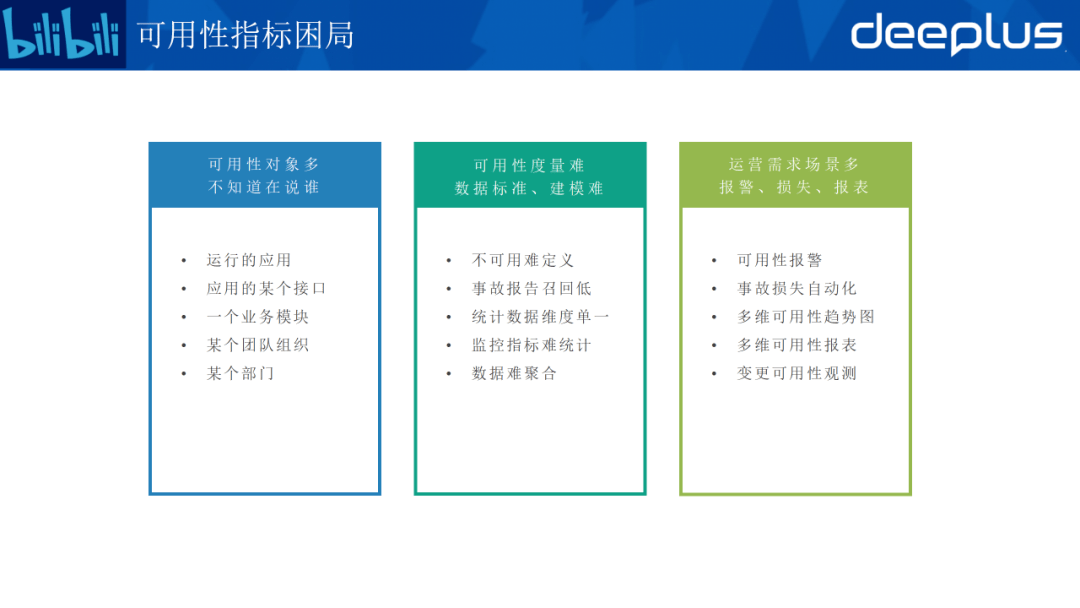 bilibili
可用性指标困局
deeplus
可用性对象多
不知道在说谁
• 运行的应用
• 应用的某个接口
• 一个业务模块
• 某个团队组织
• 某个部门
可用性度量难
数据标准、建模难
• 不可用难定义
• 事故报告召回低
• 统计数据维度单一
• 监控指标难统计
• 数据难聚合
运营需求场景多
报警、损失、报表
• 可用性报警
• 事故损失自动化
• 多维可用性趋势图
• 多维可用性报表
• 变更可用性观测